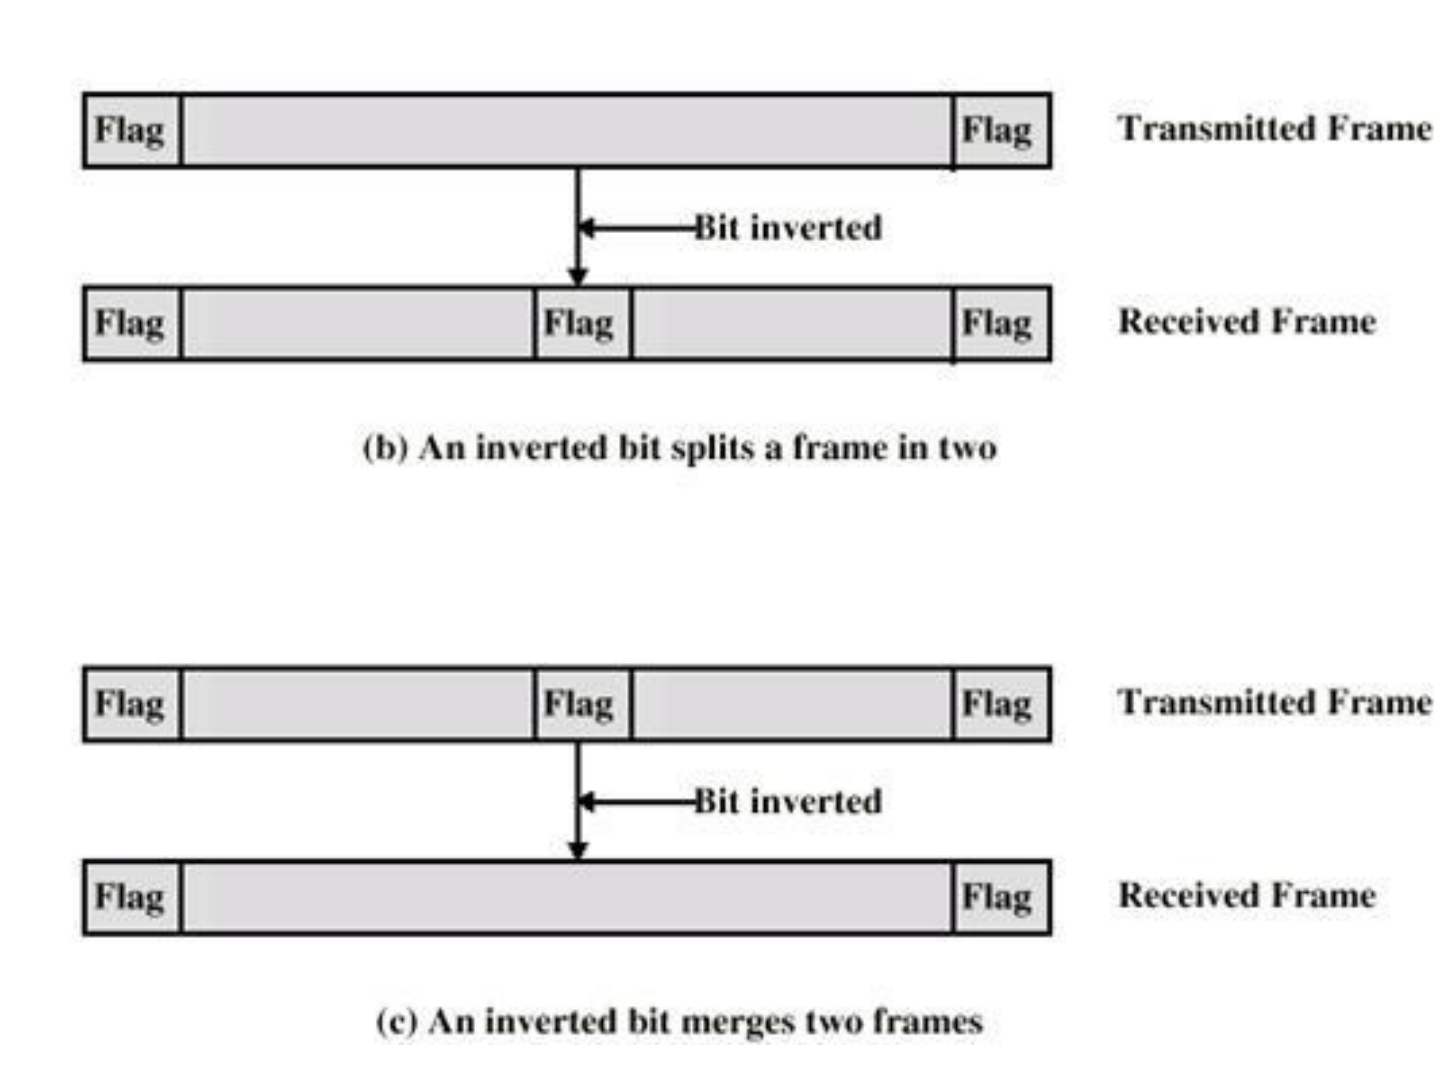 Flag Flag Transmitted Frame
Bit inverted
Flag Flag Flag Received Frame
(b) An inverted bit splits a frame in two
Flag Flag Flag Transmitted Frame
Bit inverted
Flag Flag Received Frame
(c) An inverted bit merges two frames